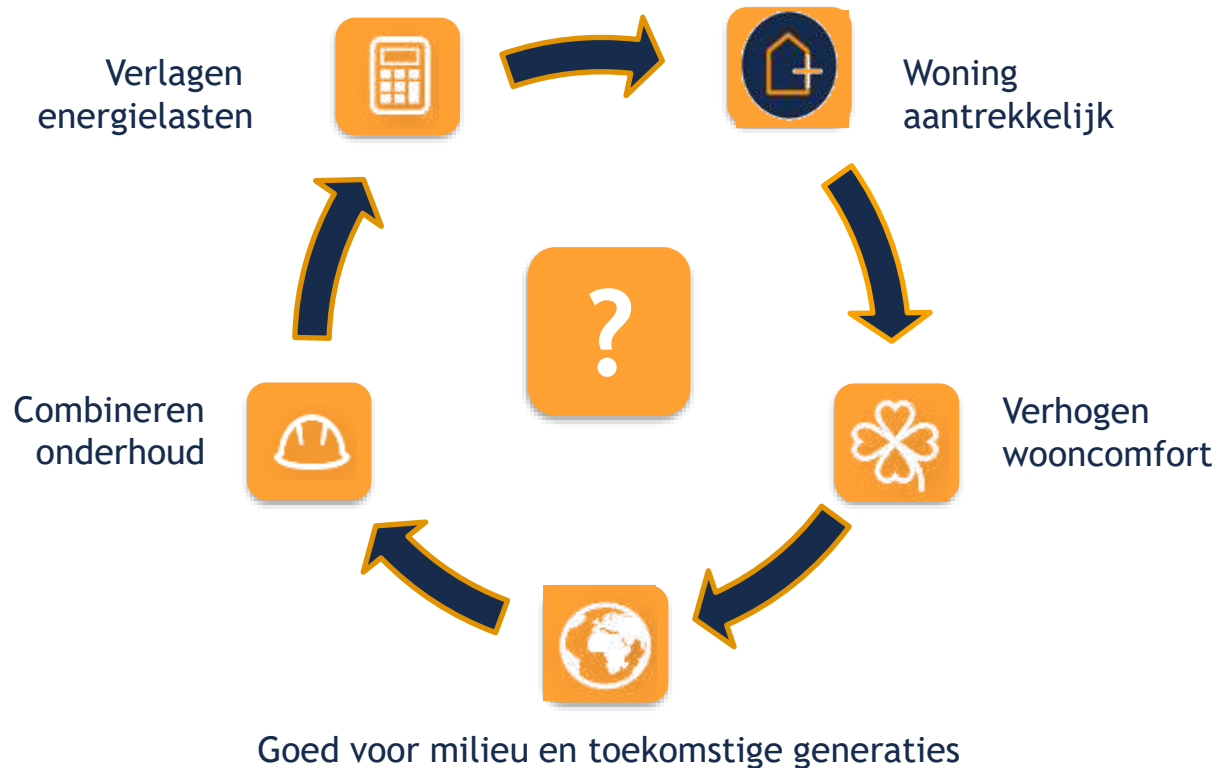 Verlagen
energielasten
Woning
aantrekkelijk
?
Combineren
onderhoud
Verhogen
wooncomfort
Goed voor milieu en toekomstige generaties